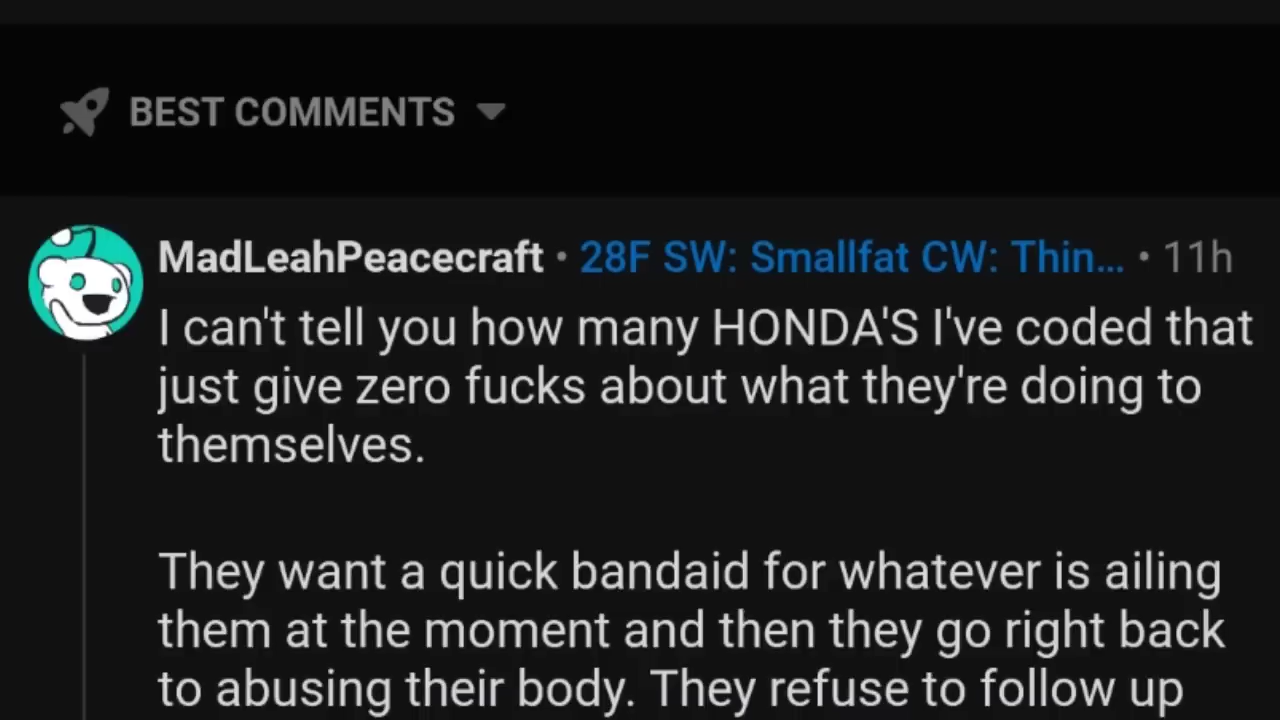 BEST COMMENTS
MadLeahPeacecraft • 28F SW: Smallfat CW: Thin... • 11h
I can't tell you how many HONDA'S I've coded that
just give zero fucks about what they're doing to
themselves.
They want a quick bandaid for whatever is ailing
them at the moment and then they go right back
to abusing their body. They refuse to follow up